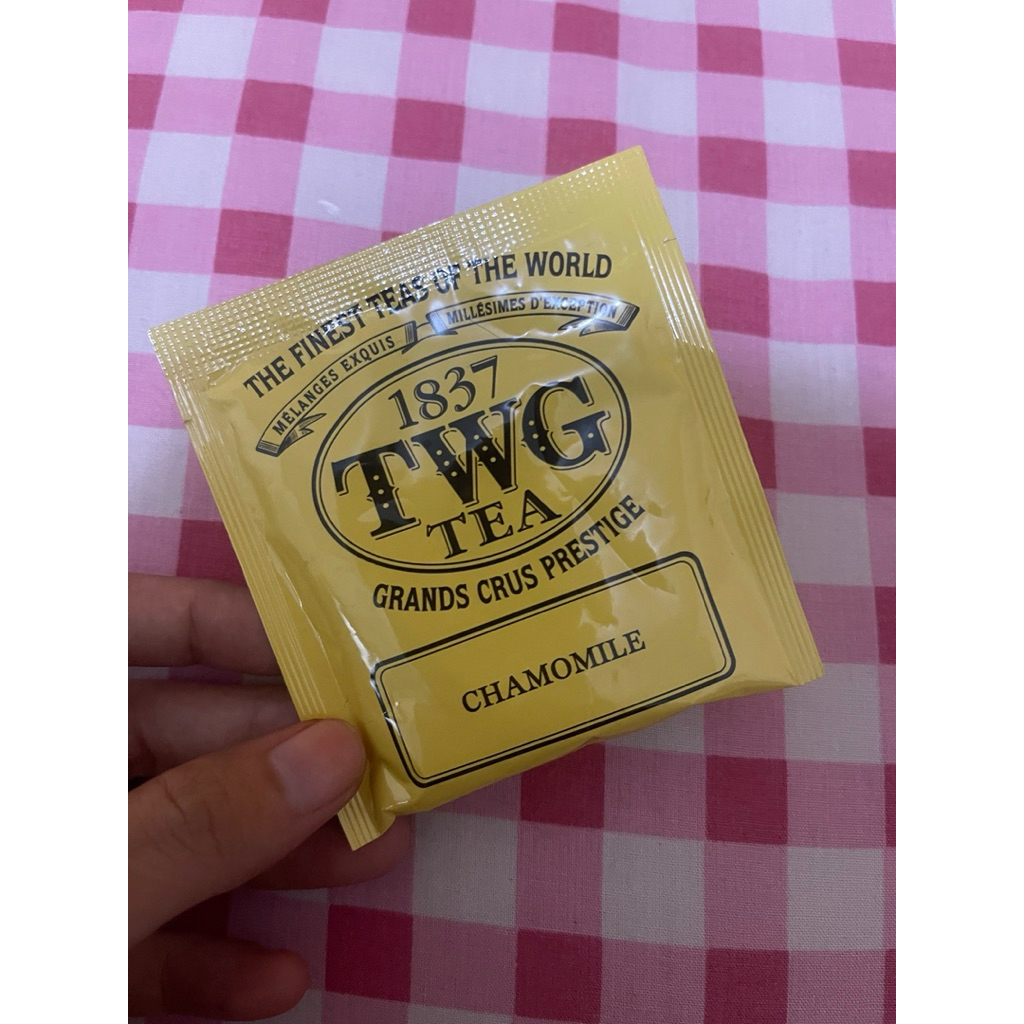 THE FINEST TEAS OF THE WORLD
MÉLANGES EXQUIS
MILLÉSIMES D'EXCEPTION
1837
TWG
TEA
GRANDS CRUS PRESTIGE
CHAMOMILE